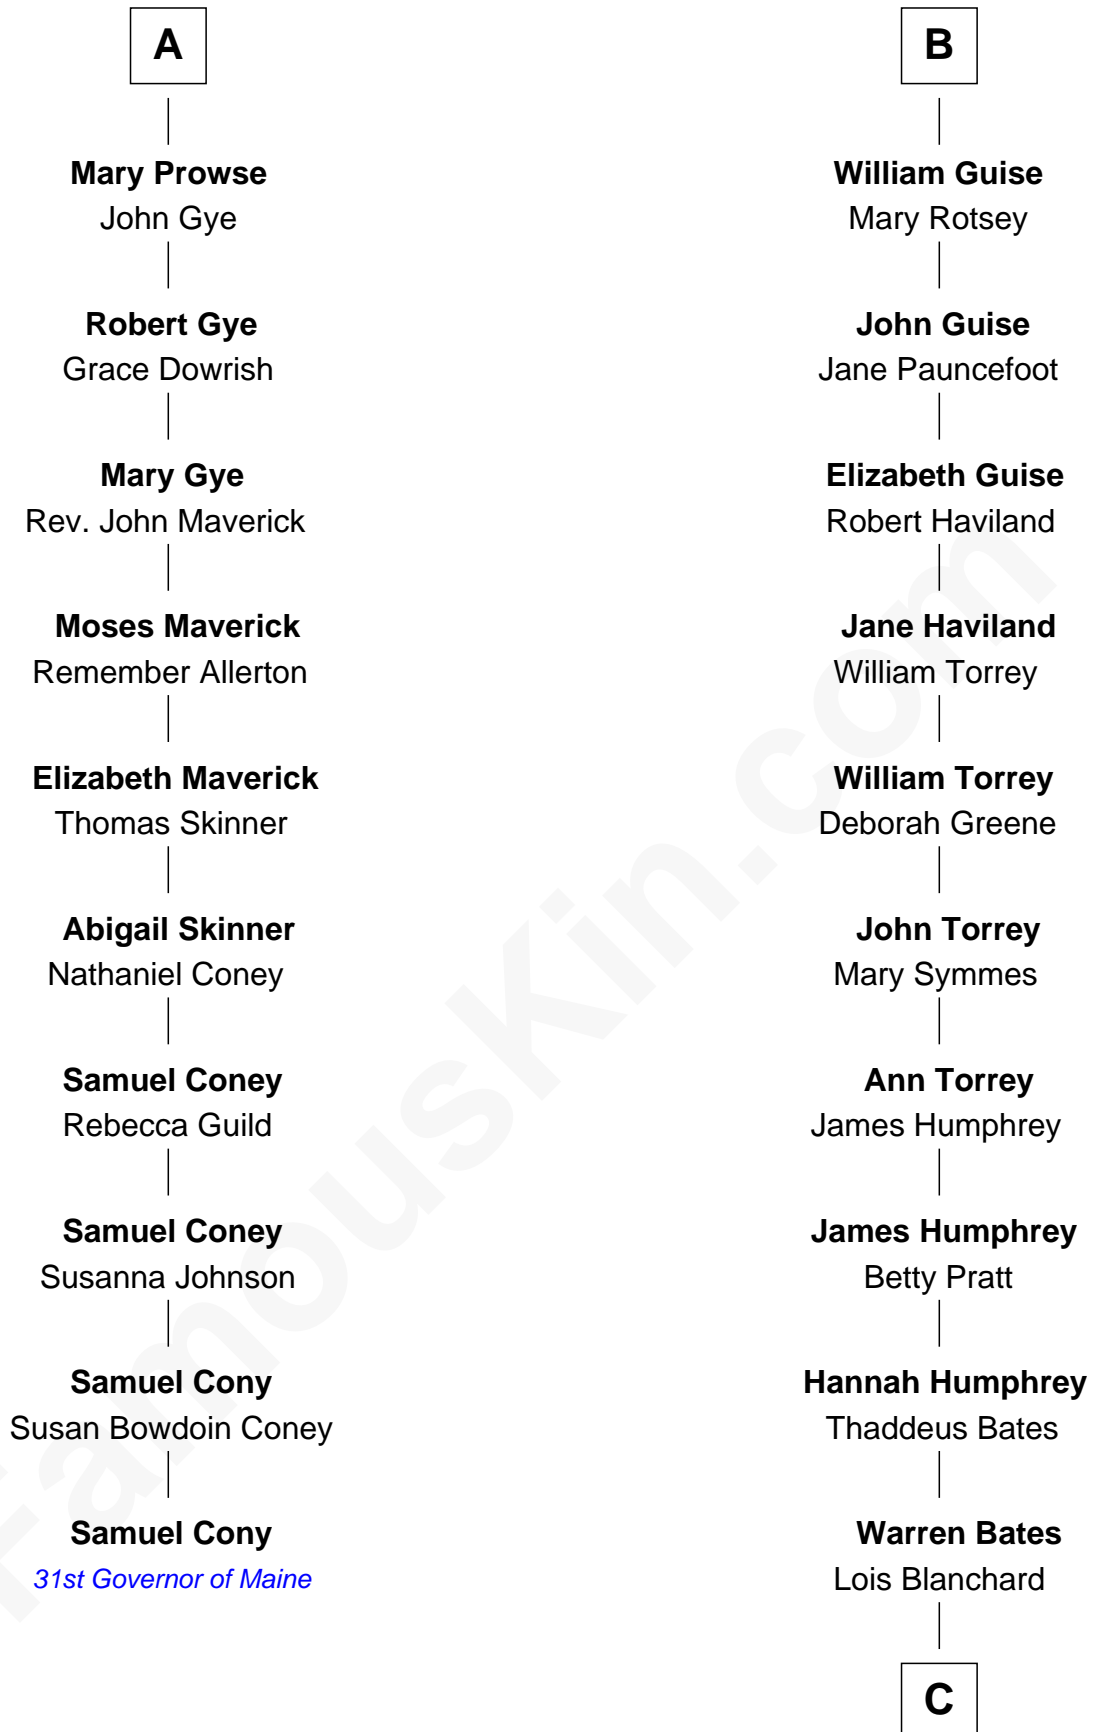 A
Mary Prowse
John Gye
Robert Gye
Grace Dowrish
Mary Gye
Rev. John Maverick
Moses Maverick
Remember Allerton
Elizabeth Maverick
Thomas Skinner
Abigail Skinner
Nathaniel Coney
Samuel Coney
Rebecca Guild
Samuel Coney
Susanna Johnson
Samuel Cony
Susan Bowdoin Coney
Samuel Cony
31st Governor of Maine
B
William Guise
Mary Rotsey
John Guise
Jane Pauncefoot
Elizabeth Guise
Robert Haviland
Jane Haviland
William Torrey
William Torrey
Deborah Greene
John Torrey
Mary Symmes
Ann Torrey
James Humphrey
James Humphrey
Betty Pratt
Hannah Humphrey
Thaddeus Bates
Warren Bates
Lois Blanchard
C
FamousKin.com